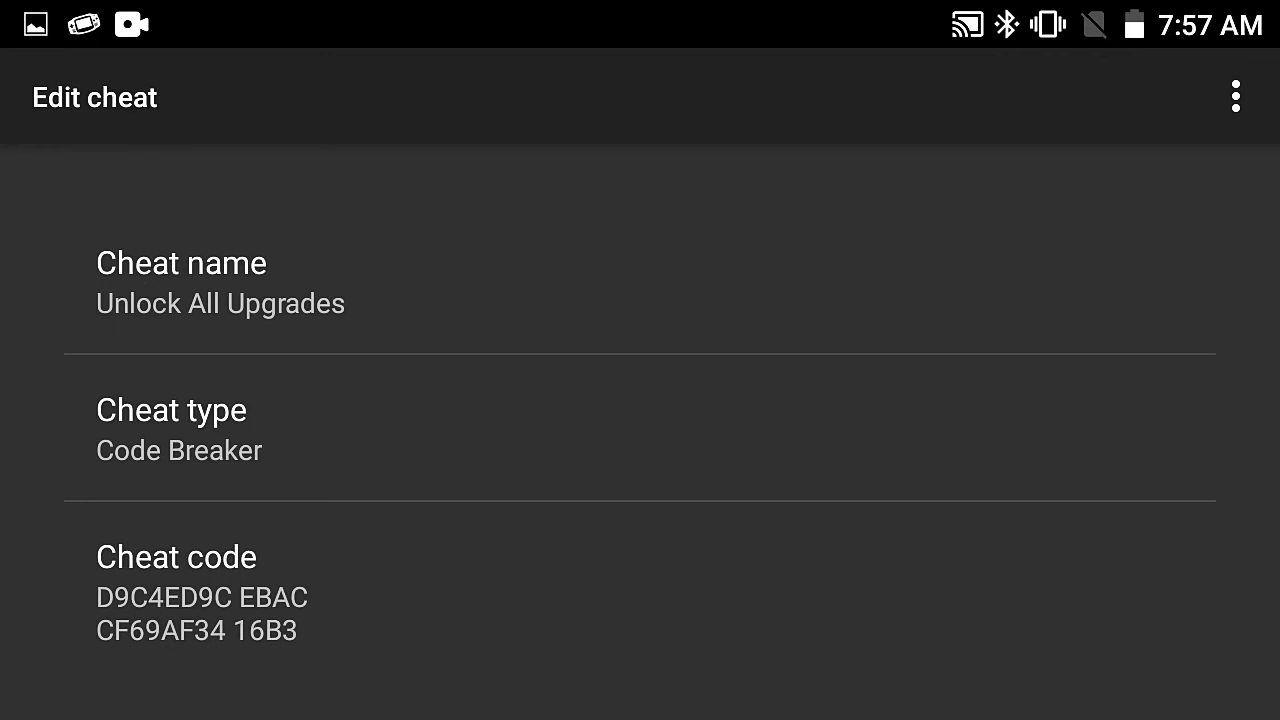 7:57 AM
Edit cheat
Cheat name
Unlock All Upgrades
Cheat type
Code Breaker
Cheat code
D9C4ED9C EBAC
CF69AF34 16B3